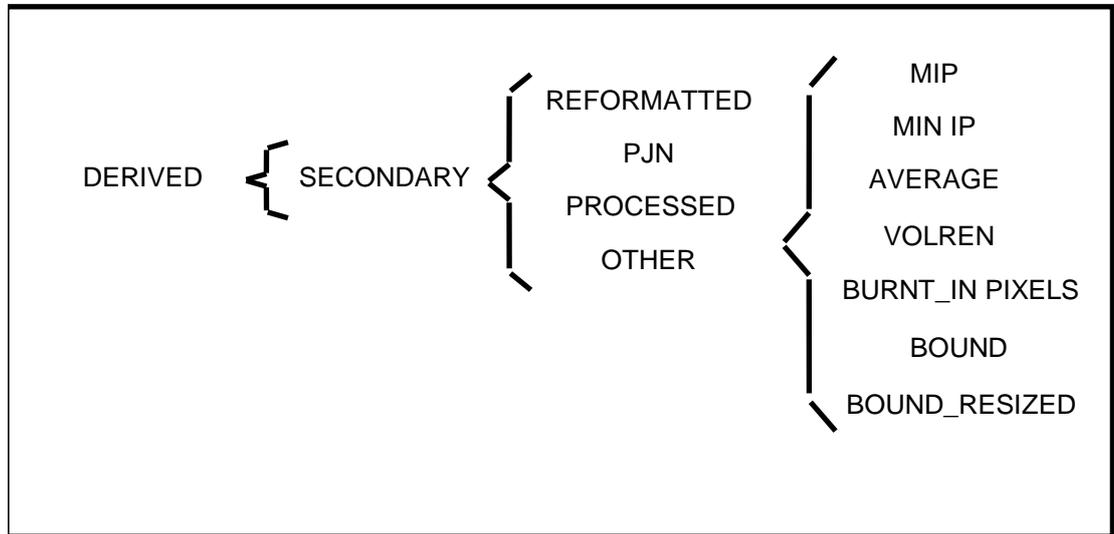 DERIVED
SECONDARY
REFORMATTED
PJN
PROCESSED
OTHER
MIP
MIN IP
AVERAGE
VOLREN
BURNT_IN PIXELS
BOUND
BOUND_RESIZED